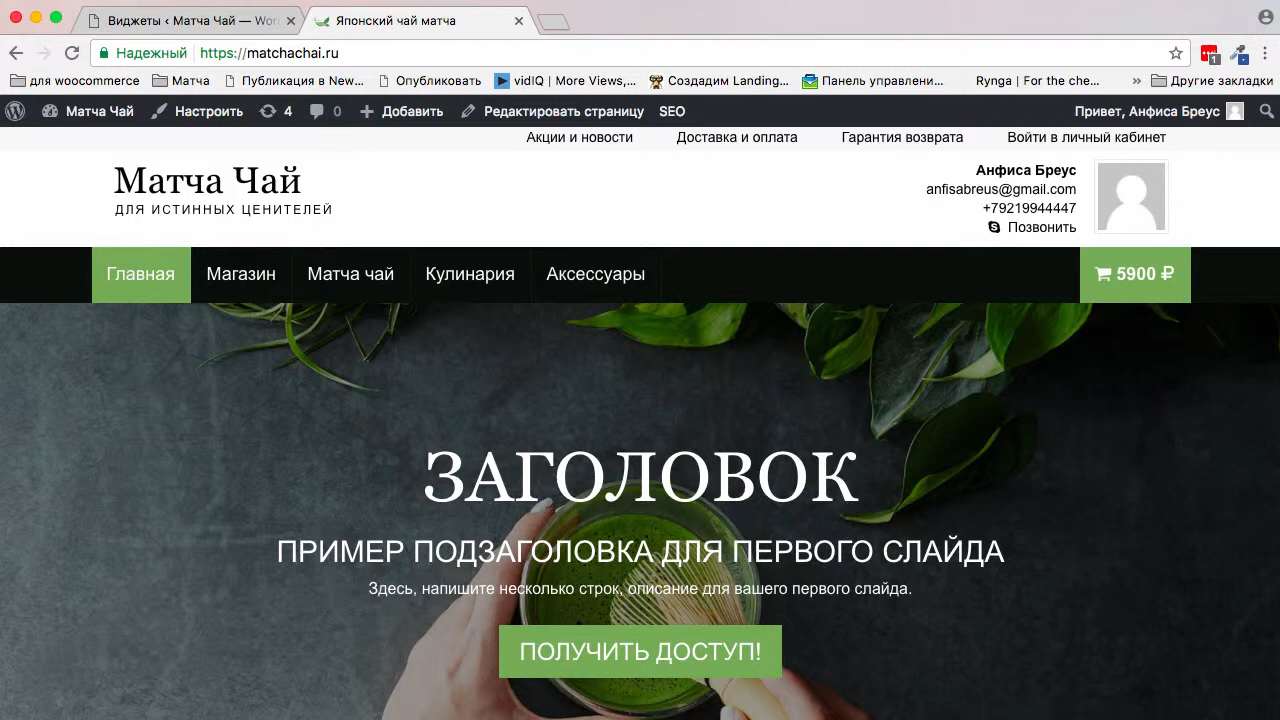 Виджеты ‹ Матча Чай — Wor
Японский чай матча
Надежный
https://matchachai.ru
для woocommerce
Матча
Публикация в New...
Опубликовать
vidIQ | More Views,...
Создадим Landing...
Панель управлени...
Rynga | For the che...
»
Другие закладки
Матча Чай
Настроить
4
0
Добавить
Редактировать страницу
SEO
Привет, Анфиса Бреус
Акции и новости
Доставка и оплата
Гарантия возврата
Войти в личный кабинет
Матча Чай
ДЛЯ ИСТИННЫХ ЦЕНИТЕЛЕЙ
Анфиса Бреус
anfisabreus@gmail.com
+79219944447
Позвонить
Главная
Магазин
Матча чай
Кулинария
Аксессуары
5900 ₽
ЗАГОЛОВОК
ПРИМЕР ПОДЗАГОЛОВКА ДЛЯ ПЕРВОГО СЛАЙДА
Здесь, напишите несколько строк, описание для вашего первого слайда.
ПОЛУЧИТЬ ДОСТУП!